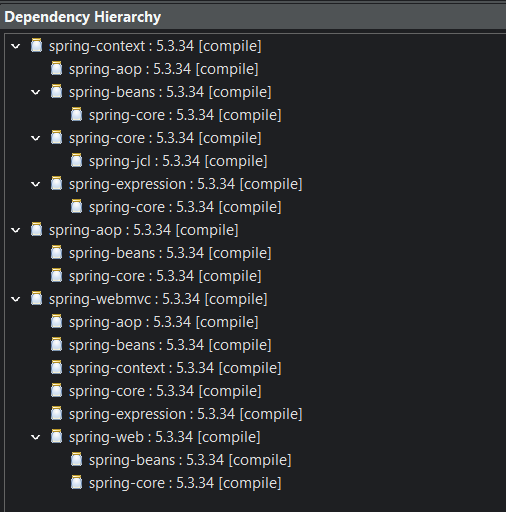 Dependency Hierarchy
spring-context : 5.3.34 [compile]
spring-aop : 5.3.34 [compile]
spring-beans : 5.3.34 [compile]
spring-core : 5.3.34 [compile]
spring-core : 5.3.34 [compile]
spring-jcl : 5.3.34 [compile]
spring-expression : 5.3.34 [compile]
spring-core : 5.3.34 [compile]
spring-aop : 5.3.34 [compile]
spring-beans : 5.3.34 [compile]
spring-core : 5.3.34 [compile]
spring-webmvc : 5.3.34 [compile]
spring-aop : 5.3.34 [compile]
spring-beans : 5.3.34 [compile]
spring-context : 5.3.34 [compile]
spring-core : 5.3.34 [compile]
spring-expression : 5.3.34 [compile]
spring-web : 5.3.34 [compile]
spring-beans : 5.3.34 [compile]
spring-core : 5.3.34 [compile]